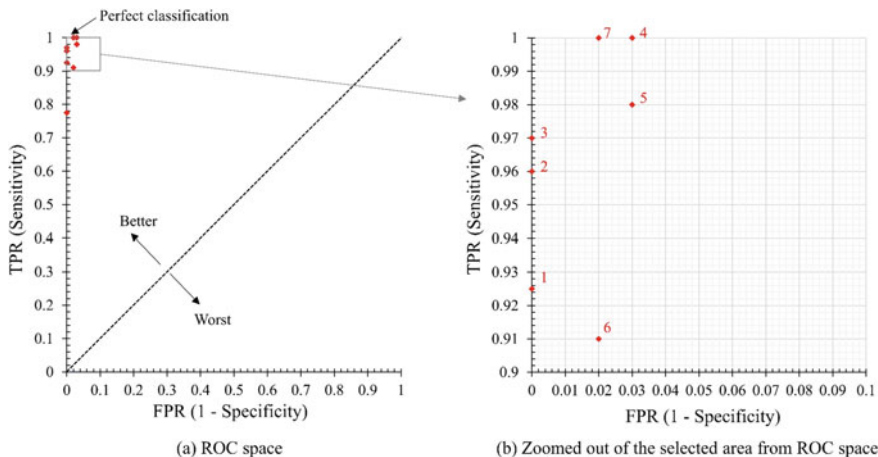 Perfect classification
1
0.9
0.8
0.7
0.6
0.5
0.4
0.3
0.2
0.1
0
TPR (Sensitivity)
Better
Worst
0 0.1 0.2 0.3 0.4 0.5 0.6 0.7 0.8 0.9 1
FPR (1 - Specificity)
(a) ROC space
1
0.99
0.98
0.97
0.96
0.95
0.94
0.93
0.92
0.91
0.9
TPR (Sensitivity)
7 4
5
3
2
1
6
0 0.01 0.02 0.03 0.04 0.05 0.06 0.07 0.08 0.09 0.1
FPR (1 - Specificity)
(b) Zoomed out of the selected area from ROC space